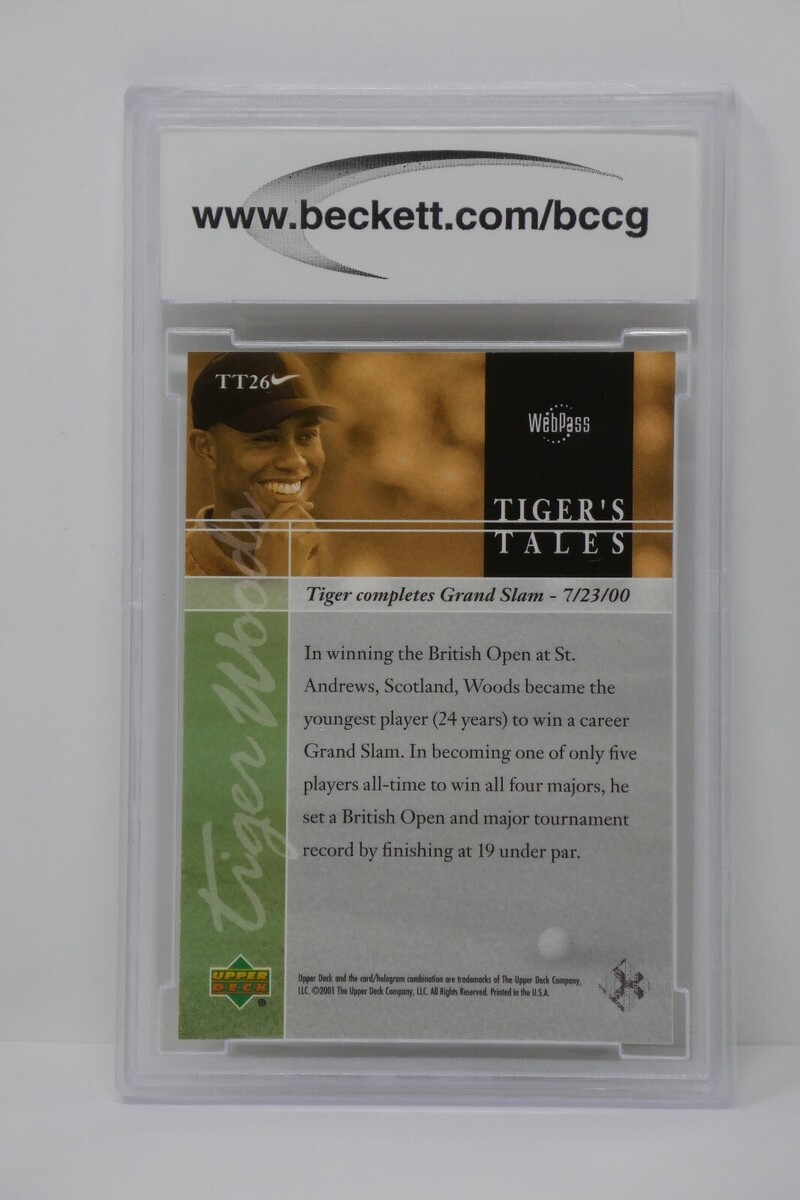 www.beckett.com/bccg
TT26
WebPass
TIGER'S
TALES
Tiger completes Grand Slam - 7/23/00
Tiger Woods
In winning the British Open at St.
Andrews, Scotland, Woods became the
youngest player (24 years) to win a career
Grand Slam. In becoming one of only five
players all-time to win all four majors, he
set a British Open and major tournament
record by finishing at 19 under par.
UPPER
DECK
®
Upper Deck and the card/hologram combination are trademarks of The Upper Deck Company,
LLC. ©2001 The Upper Deck Company, LLC. All Rights Reserved. Printed in the U.S.A.